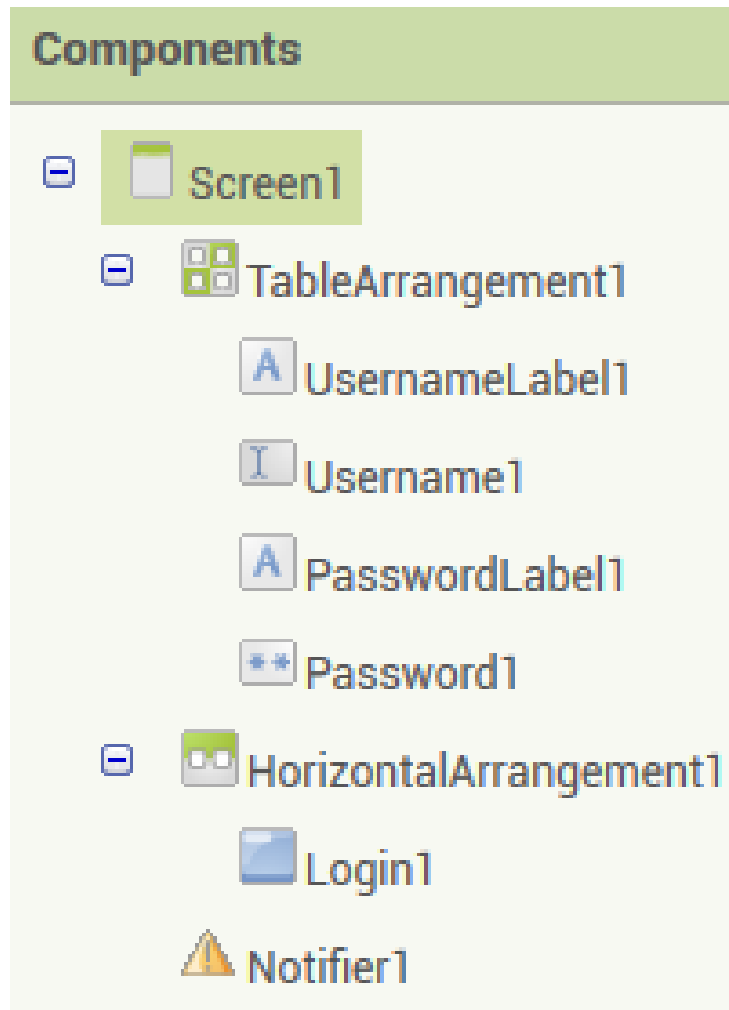 Components
Screen1
TableArrangement1
UsernameLabel1
Username1
PasswordLabel1
Password1
HorizontalArrangement1
Login1
Notifier1